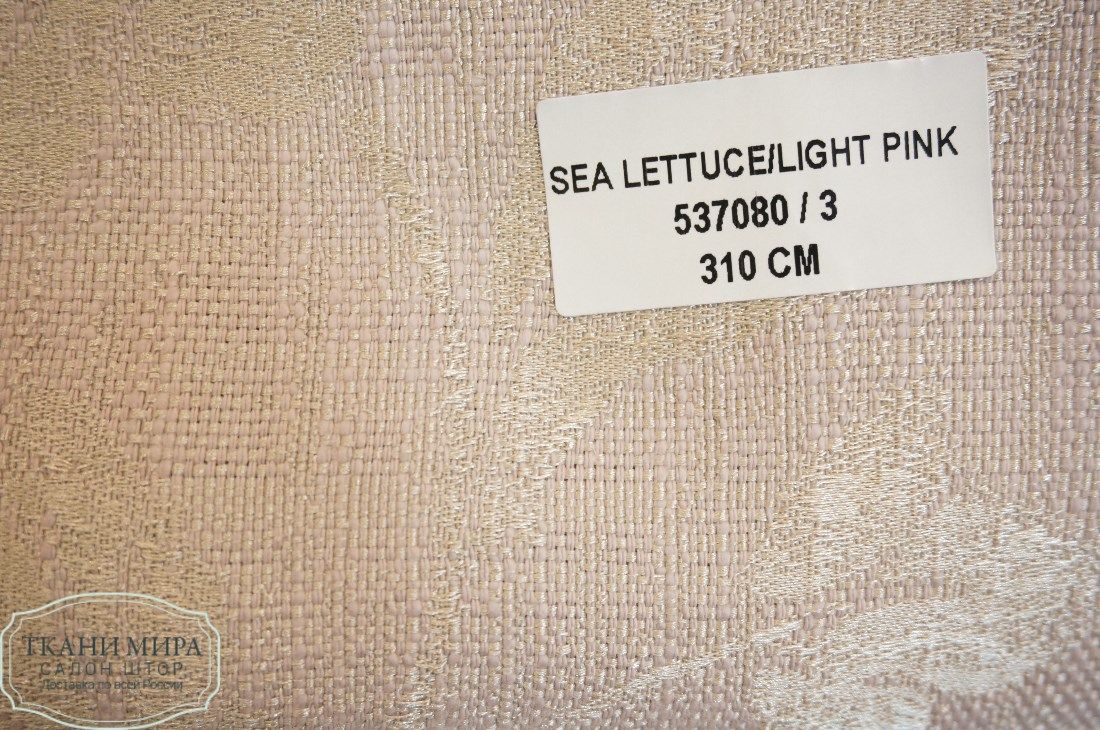 SEA LETTUCE/LIGHT PINK
537080 / 3
310 CM
ТКАНИ МИРА
САЛОН ШТОР
Доставка по всей России